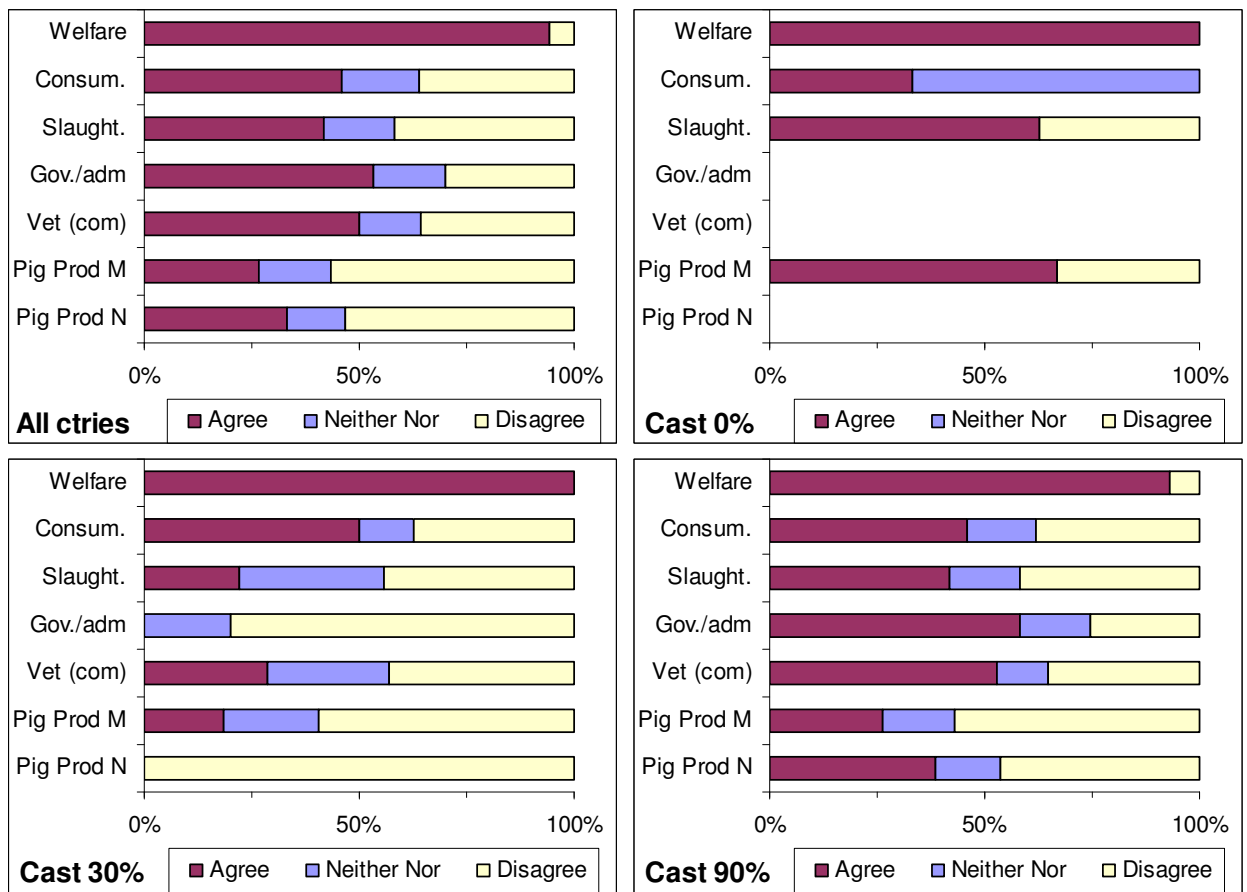 Welfare
Consum.
Slaught.
Gov./adm
Vet (com)
Pig Prod M
Pig Prod N
0% 50% 100%
All ctries Agree Neither Nor Disagree
Welfare
Consum.
Slaught.
Gov./adm
Vet (com)
Pig Prod M
Pig Prod N
0% 50% 100%
Cast 0% Agree Neither Nor Disagree
Welfare
Consum.
Slaught.
Gov./adm
Vet (com)
Pig Prod M
Pig Prod N
0% 50% 100%
Cast 30% Agree Neither Nor Disagree
Welfare
Consum.
Slaught.
Gov./adm
Vet (com)
Pig Prod M
Pig Prod N
0% 50% 100%
Cast 90% Agree Neither Nor Disagree